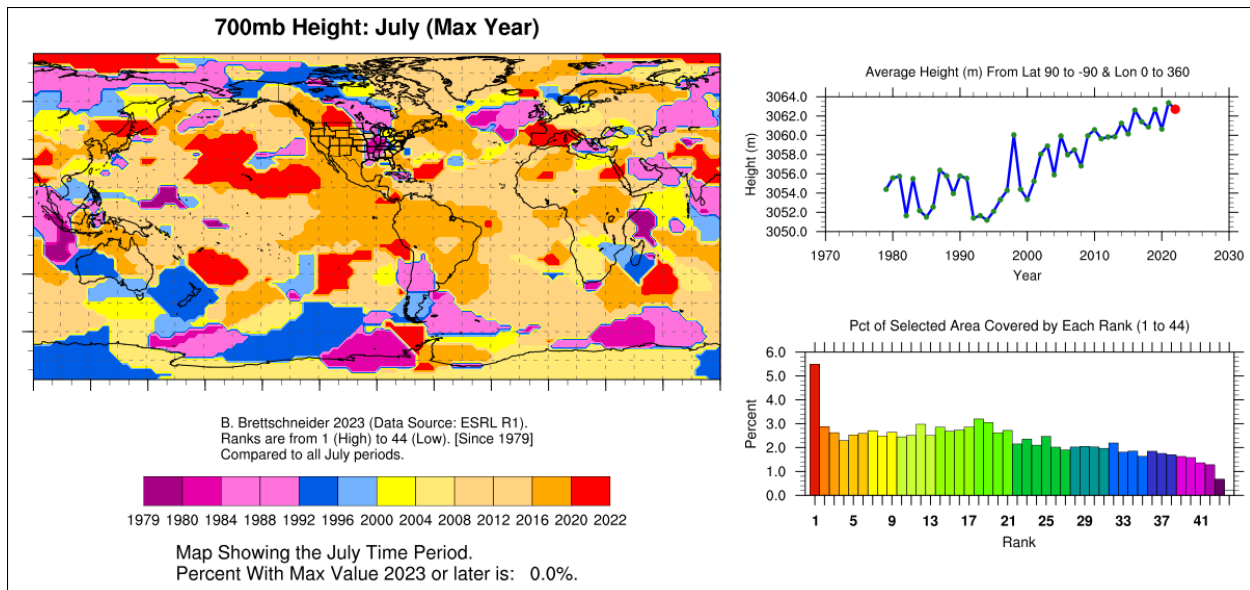 700mb Height: July (Max Year)
B. Brettschneider 2023 (Data Source: ESRL R1).
Ranks are from 1 (High) to 44 (Low). [Since 1979]
Compared to all July periods.
1979 1980 1984 1988 1992 1996 2000 2004 2008 2012 2016 2020 2022
Map Showing the July Time Period.
Percent With Max Value 2023 or later is: 0.0%.
Average Height (m) From Lat 90 to -90 & Lon 0 to 360
Height (m)
3064.0
3062.0
3060.0
3058.0
3056.0
3054.0
3052.0
3050.0
1970 1980 1990 2000 2010 2020 2030
Year
Pct of Selected Area Covered by Each Rank (1 to 44)
Percent
6.0
5.0
4.0
3.0
2.0
1.0
0.0
1 5 9 13 17 21 25 29 33 37 41
Rank